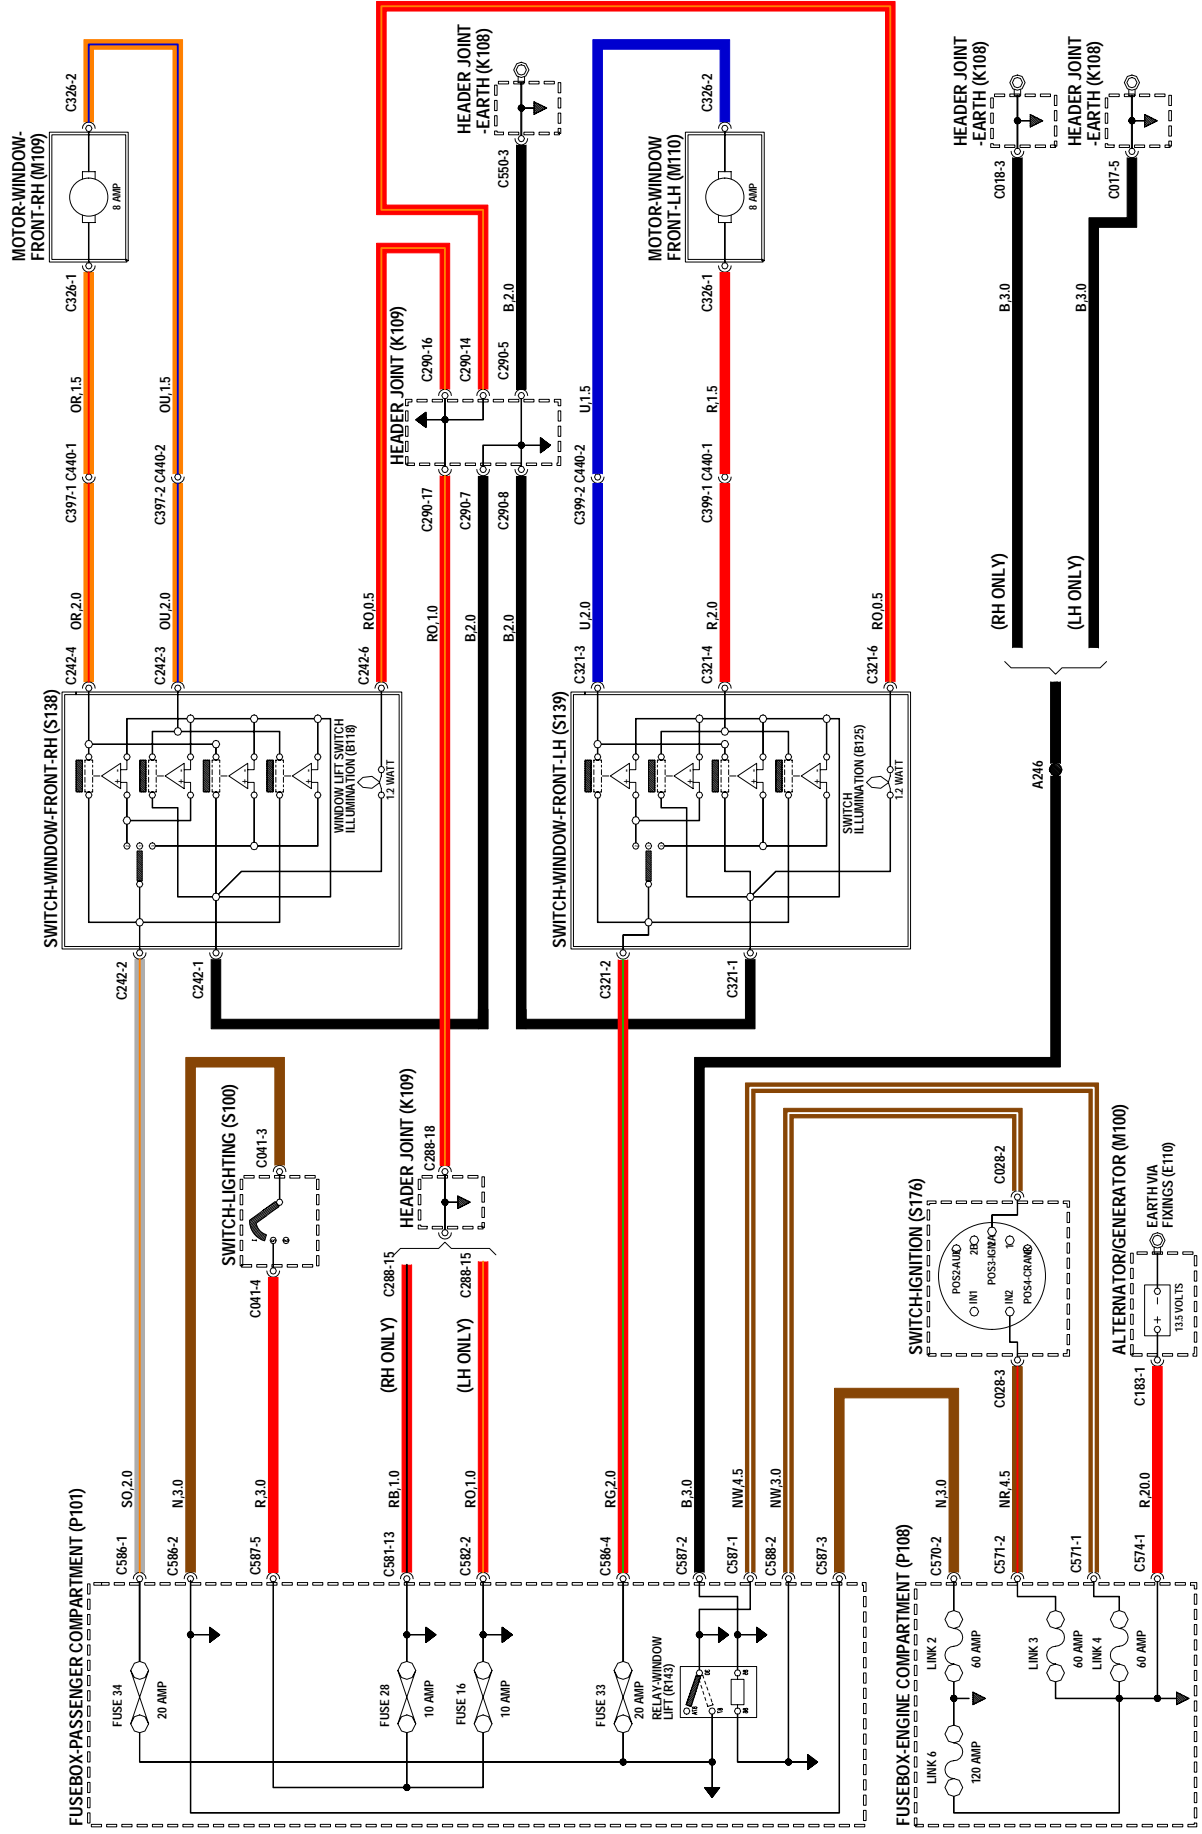 MOTOR-WINDOW-
FRONT-RH (M109)
8 AMP
C326-2
C326-1
OR,1.5
OU,1.5
C397-1 C440-1
C397-2 C440-2
OR,2.0
OU,2.0
C242-4
C242-3
RO,0.5
C242-6
HEADER JOINT
-EARTH (K108)
C550-3
B,2.0
HEADER JOINT (K109)
C290-16
C290-14
C290-5
C290-17
C290-7
C290-8
RO,1.0
B,2.0
B,2.0
MOTOR-WINDOW
FRONT-LH (M110)
8 AMP
C326-2
C326-1
U,1.5
R,1.5
C399-2 C440-2
C399-1 C440-1
U,2.0
R,2.0
C321-3
C321-4
RO,0.5
C321-6
HEADER JOINT
-EARTH (K108)
C018-3
HEADER JOINT
-EARTH (K108)
C017-5
B,3.0
B,3.0
(RH ONLY)
(LH ONLY)
A246
SWITCH-WINDOW-FRONT-RH (S138)
WINDOW LIFT SWITCH
ILLUMINATION (B118)
1.2 WATT
C242-2
C242-1
SWITCH-WINDOW-FRONT-LH (S139)
SWITCH
ILLUMINATION (B125)
1.2 WATT
C321-2
C321-1
SWITCH-LIGHTING (S100)
C041-3
C041-4
HEADER JOINT (K109)
C288-18
C288-15
C288-15
(RH ONLY)
(LH ONLY)
SWITCH-IGNITION (S176)
C028-2
POS2-AUX
2B
POS3-IGN
2A
1
POS4-CRANK
IN1
IN2
C028-3
ALTERNATOR/GENERATOR (M100)
EARTH VIA
FIXINGS (E110)
+ -
13.5 VOLTS
C183-1
SO,2.0
N,3.0
R,3.0
RB,1.0
RO,1.0
RG,2.0
B,3.0
NW,4.5
NW,3.0
N,3.0
NR,4.5
R,20.0
C586-1
C586-2
C587-5
C581-13
C582-2
C586-4
C587-2
C587-1
C588-2
C587-3
C570-2
C571-2
C571-1
C574-1
FUSEBOX-PASSENGER COMPARTMENT (P101)
FUSE 34
20 AMP
FUSE 28
10 AMP
FUSE 16
10 AMP
FUSE 33
20 AMP
RELAY-WINDOW
LIFT (R143)
FUSEBOX-ENGINE COMPARTMENT (P108)
LINK 2
60 AMP
LINK 6
120 AMP
LINK 3
60 AMP
LINK 4
60 AMP